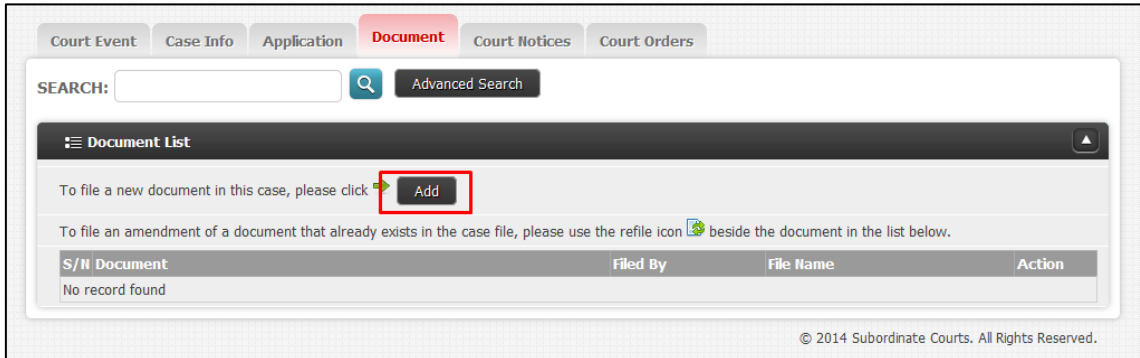 Court Event Case Info Application Document Court Notices Court Orders
SEARCH: Advanced Search
Document List
To file a new document in this case, please click Add
To file an amendment of a document that already exists in the case file, please use the refile icon beside the document in the list below.
S/N Document Filed By File Name Action
No record found
© 2014 Subordinate Courts. All Rights Reserved.